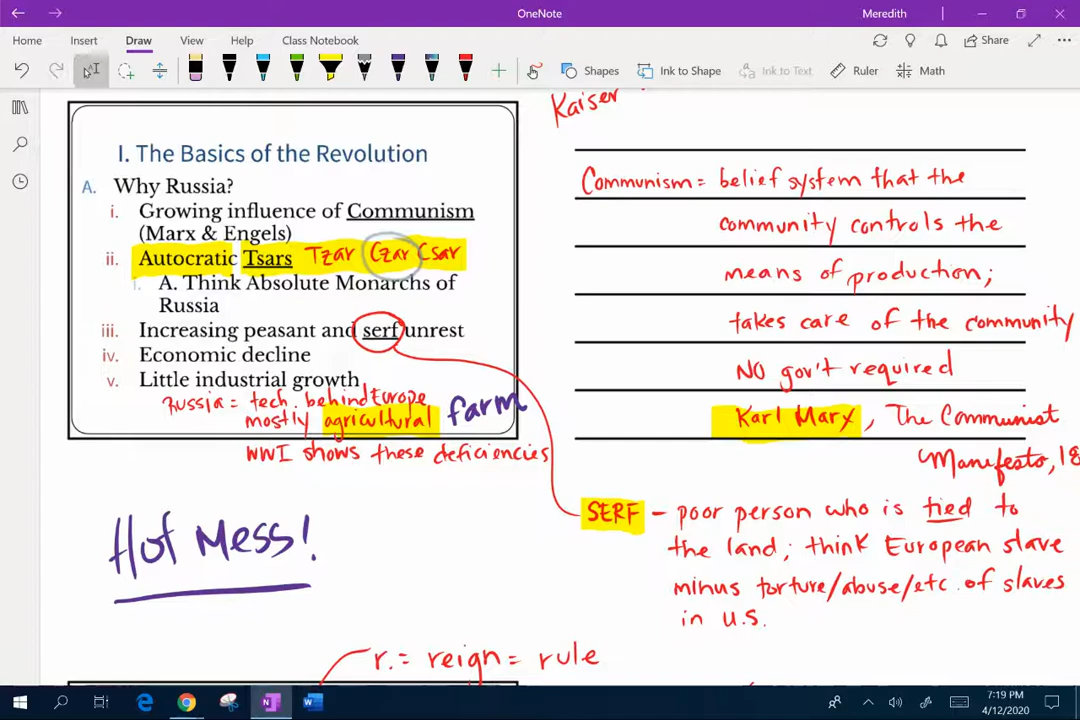 OneNote
Meredith
Home Insert Draw View Help Class Notebook
Share
Shapes Ink to Shape Ink to Text Ruler Math
Kaiser
I. The Basics of the Revolution
A. Why Russia?
i. Growing influence of Communism
(Marx & Engels)
ii. Autocratic Tsars Tzar Czar Csar
i. A. Think Absolute Monarchs of
Russia
iii. Increasing peasant and serf unrest
iv. Economic decline
v. Little industrial growth
Russia = tech. behind Europe
mostly agricultural farm
WWI shows these deficiencies
Hot Mess!
Communism = belief system that the
community controls the
means of production;
takes care of the community
NO gov't required
Karl Marx, The Communist
Manifesto, 18
SERF - poor person who is tied to
the land; think European slave
minus torture/abuse/etc. of slaves
in U.S.
r. = reign = rule
7:19 PM
4/12/2020